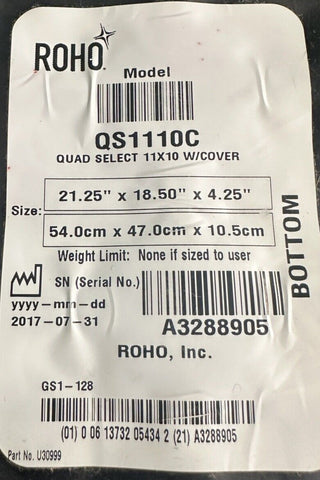 ROHO
Model
QS1110C
QUAD SELECT 11X10 W/COVER
Size:
21.25" x 18.50" x 4.25"
54.0cm x 47.0cm x 10.5cm
BOTTOM
Weight Limit: None if sized to user
SN (Serial No.)
yyyy-mm-dd
2017-07-31
A3288905
ROHO, Inc.
GS1-128
(01) 0 06 13732 05434 2 (21) A3288905
Part No. U30999